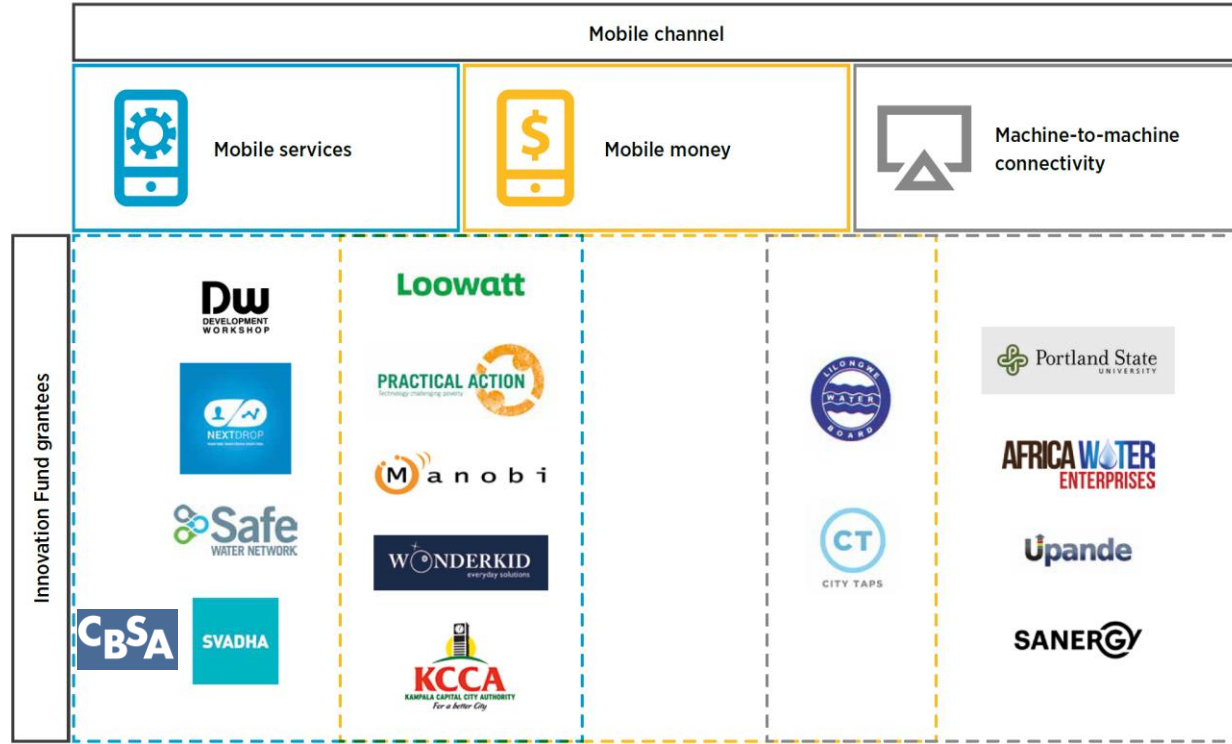 Mobile channel
Mobile services
$
Mobile money
Machine-to-machine
connectivity
Innovation Fund grantees
DW
DEVELOPMENT
WORKSHOP
NEXTDROP
Safe
WATER NETWORK
CBSA
SVADHA
Loowatt
PRACTICAL ACTION
Technology challenging poverty
Manobi
WONDERKID
everyday solutions
KCCA
KAMPALA CAPITAL CITY AUTHORITY
For a better City
LILONGWE
WATER
BOARD
CT
CITY TAPS
Portland State
UNIVERSITY
AFRICA WATER
ENTERPRISES
Upande
SANERGY